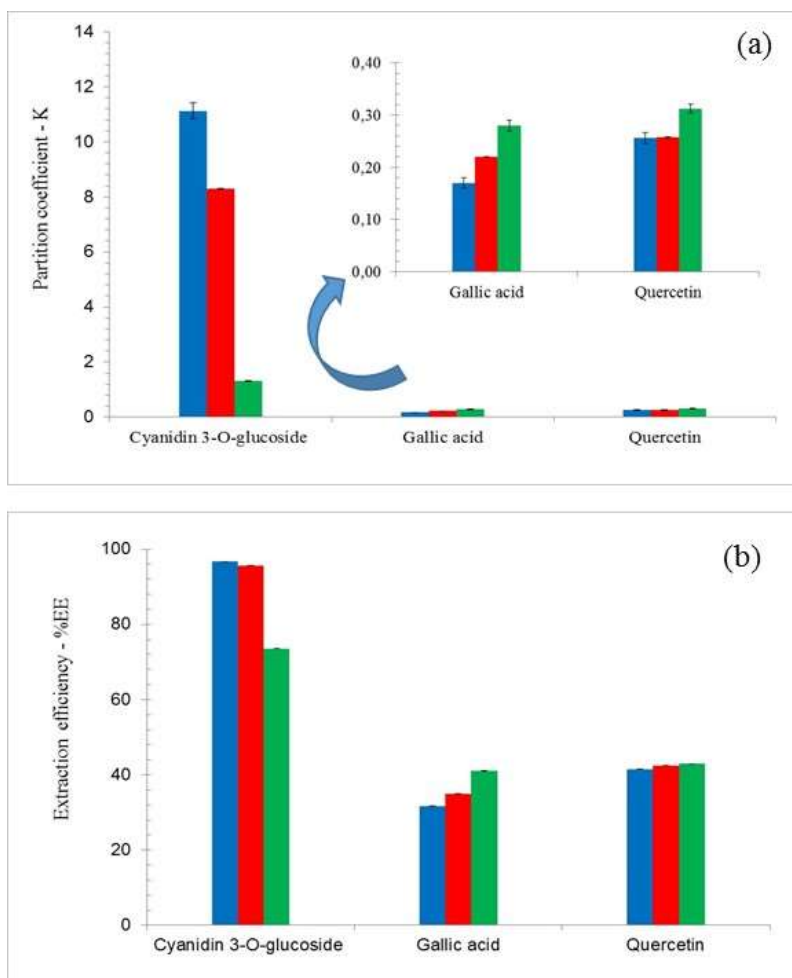 (a)
Partition coefficient - K
14
12
10
8
6
4
2
0
0,40
0,30
0,20
0,10
0,00
Gallic acid
Quercetin
Cyanidin 3-O-glucoside
Gallic acid
Quercetin
(b)
Extraction efficiency - %EE
100
80
60
40
20
0
Cyanidin 3-O-glucoside
Gallic acid
Quercetin